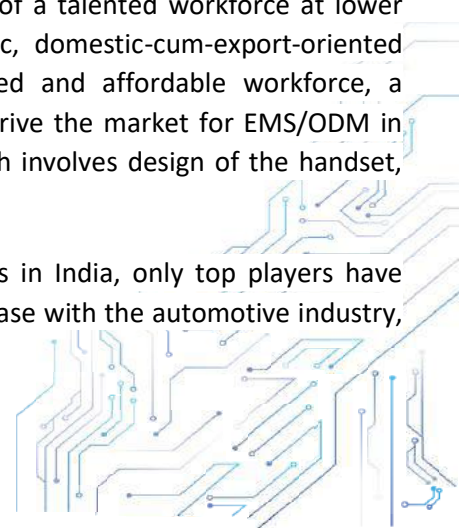 of a talented workforce at lower
c, domestic-cum-export-oriented
ed and affordable workforce, a
rive the market for EMS/ODM in
h involves design of the handset,
s in India, only top players have
ase with the automotive industry,